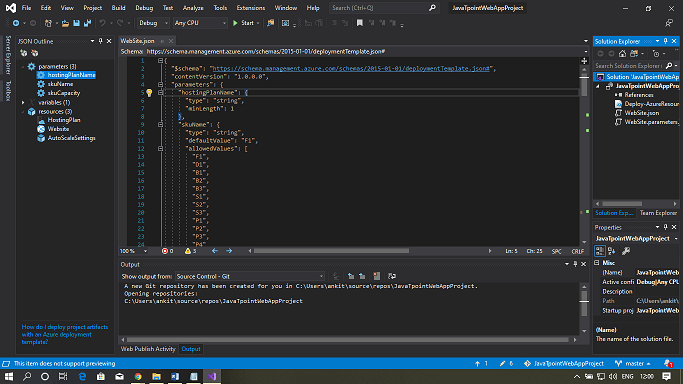 File Edit View Project Build Debug Team Test Analyze Tools Extensions Window Help Search (Ctrl+Q) JavaTpointWebAppProject
Debug Any CPU Start
Server Explorer
Toolbox
JSON Outline
parameters (3)
hostingPlanName
skuName
skuCapacity
variables (1)
resources (3)
HostingPlan
Website
AutoScaleSettings
How do I deploy project artifacts
with an Azure deployment
template?
WebSite.json
Schema: https://schema.management.azure.com/schemas/2015-01-01/deploymentTemplate.json#
1 {
2 "$schema": "https://schema.management.azure.com/schemas/2015-01-01/deploymentTemplate.json#",
3 "contentVersion": "1.0.0.0",
4 "parameters": {
5 "hostingPlanName": {
6 "type": "string",
7 "minLength": 1
8 },
9 "skuName": {
10 "type": "string",
11 "defaultValue": "F1",
12 "allowedValues": [
13 "F1",
14 "D1",
15 "B1",
16 "B2",
17 "B3",
18 "S1",
19 "S2",
20 "S3",
21 "P1",
22 "P2",
23 "P3",
24 "P4"
100 % 0 3 Ln: 5 Ch: 25 SPC CRLF
Output
Show output from: Source Control - Git
A new Git repository has been created for you in C:\Users\ankit\source\repos\JavaTpointWebAppProject.
Opening repositories:
C:\Users\ankit\source\repos\JavaTpointWebAppProject
Web Publish Activity Output
Solution Explorer
Search Solution Explorer
Solution 'JavaTpointWebAp
JavaTpointWebAppProjec
References
Deploy-AzureResour
WebSite.json
WebSite.parameters.
Solution Exp... Team Explorer
Properties
JavaTpointWebAppProject
Misc
(Name) JavaTpointWeb
Active confi Debug|Any CPU
Description
Path C:\Users\ankit\
Startup proj JavaTpointWeb
(Name)
The name of the solution file.
This item does not support previewing 1 6 JavaTpointWebAppProject master
ENG 12:00